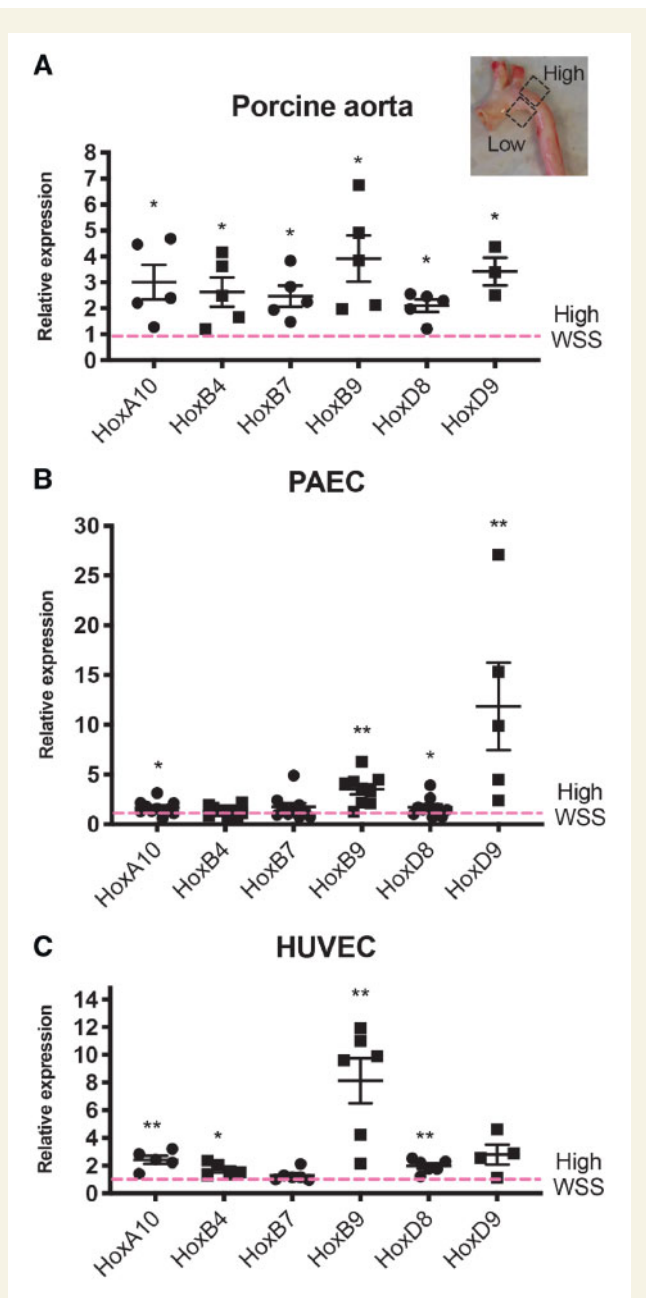 A
Porcine aorta
High
Low
Relative expression
8
7
6
5
4
3
2
1
0
*
*
*
*
*
*
High
WSS
HoxA10
HoxB4
HoxB7
HoxB9
HoxD8
HoxD9
B
PAEC
Relative expression
30
25
20
15
10
5
0
*
**
*
**
High
WSS
HoxA10
HoxB4
HoxB7
HoxB9
HoxD8
HoxD9
C
HUVEC
Relative expression
14
12
10
8
6
4
2
0
**
*
**
**
High
WSS
HoxA10
HoxB4
HoxB7
HoxB9
HoxD8
HoxD9